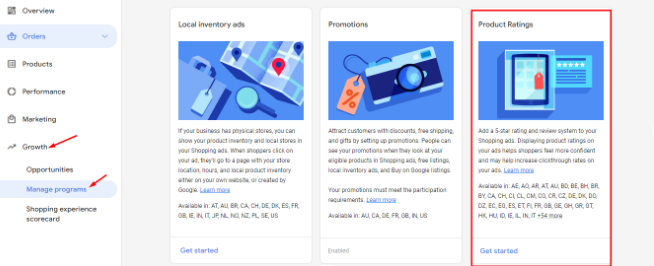 Overview
Orders
Products
Performance
Marketing
Growth
Opportunities
Manage programs
Shopping experience
scorecard
Local inventory ads
If your business has physical stores, you can
show your product inventory and local stores in
your Shopping ads. When shoppers click on
your ad, they'll go to a page with your store
location, hours, and local product inventory
either on your own website, or created by
Google. Learn more
Available in: AT, AU, BR, CA, CH, DE, DK, ES, FR,
GB, IE, IN, IT, JP, NL, NO, NZ, PL, SE, US
Get started
Promotions
Attract customers with discounts, free shipping,
and gifts by setting up promotions. People can
see your promotions when they look at your
eligible products in Shopping ads, free listings,
local inventory ads, and Buy on Google listings.
Learn more
Your promotions must meet the participation
requirements.
Available in: AU, CA, DE, FR, GB, IN, US
Enabled
Product Ratings
Add a 5-star rating and review system to your
Shopping ads. Displaying product ratings on
your ads helps shoppers feel more confident
and may help increase clickthrough rates on
your ads. Learn more
Available in: AE, AO, AR, AT, AU, BD, BE, BH, BR,
BY, CA, CH, CI, CL, CM, CO, CR, CZ, DE, DK, DO,
DZ, EC, EG, ES, ET, FI, FR, GB, GE, GH, GR, GT,
HK, HU, ID, IE, IL, IN, IT +54 more
Get started